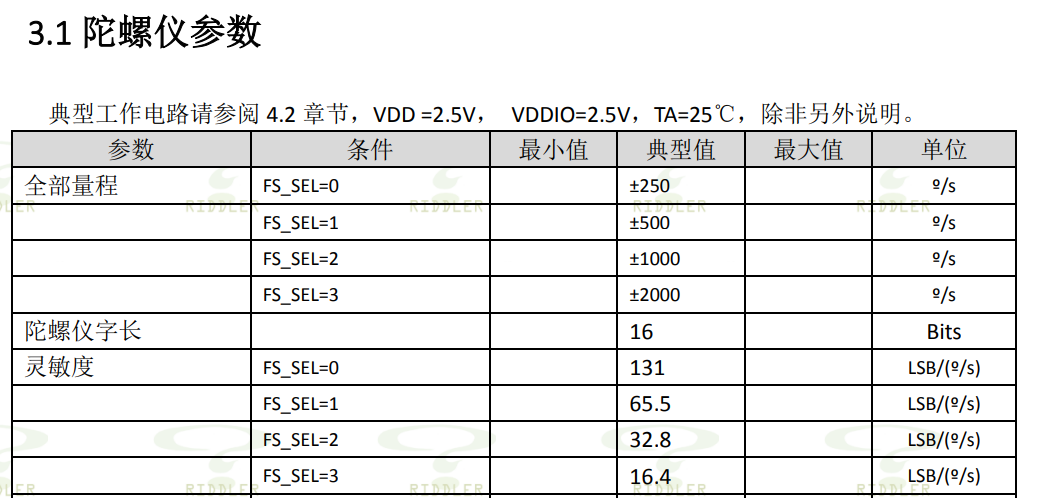 3.1 陀螺仪参数
典型工作电路请参阅 4.2 章节，VDD =2.5V， VDDIO=2.5V，TA=25℃，除非另外说明。
参数 条件 最小值 典型值 最大值 单位
全部量程 FS_SEL=0 ±250 º/s
FS_SEL=1 ±500 º/s
FS_SEL=2 ±1000 º/s
FS_SEL=3 ±2000 º/s
陀螺仪字长 16 Bits
灵敏度 FS_SEL=0 131 LSB/(º/s)
FS_SEL=1 65.5 LSB/(º/s)
FS_SEL=2 32.8 LSB/(º/s)
FS_SEL=3 16.4 LSB/(º/s)
RIDDLER RIDDLER RIDDLER RIDDLER
RIDDLER RIDDLER RIDDLER RIDDLER